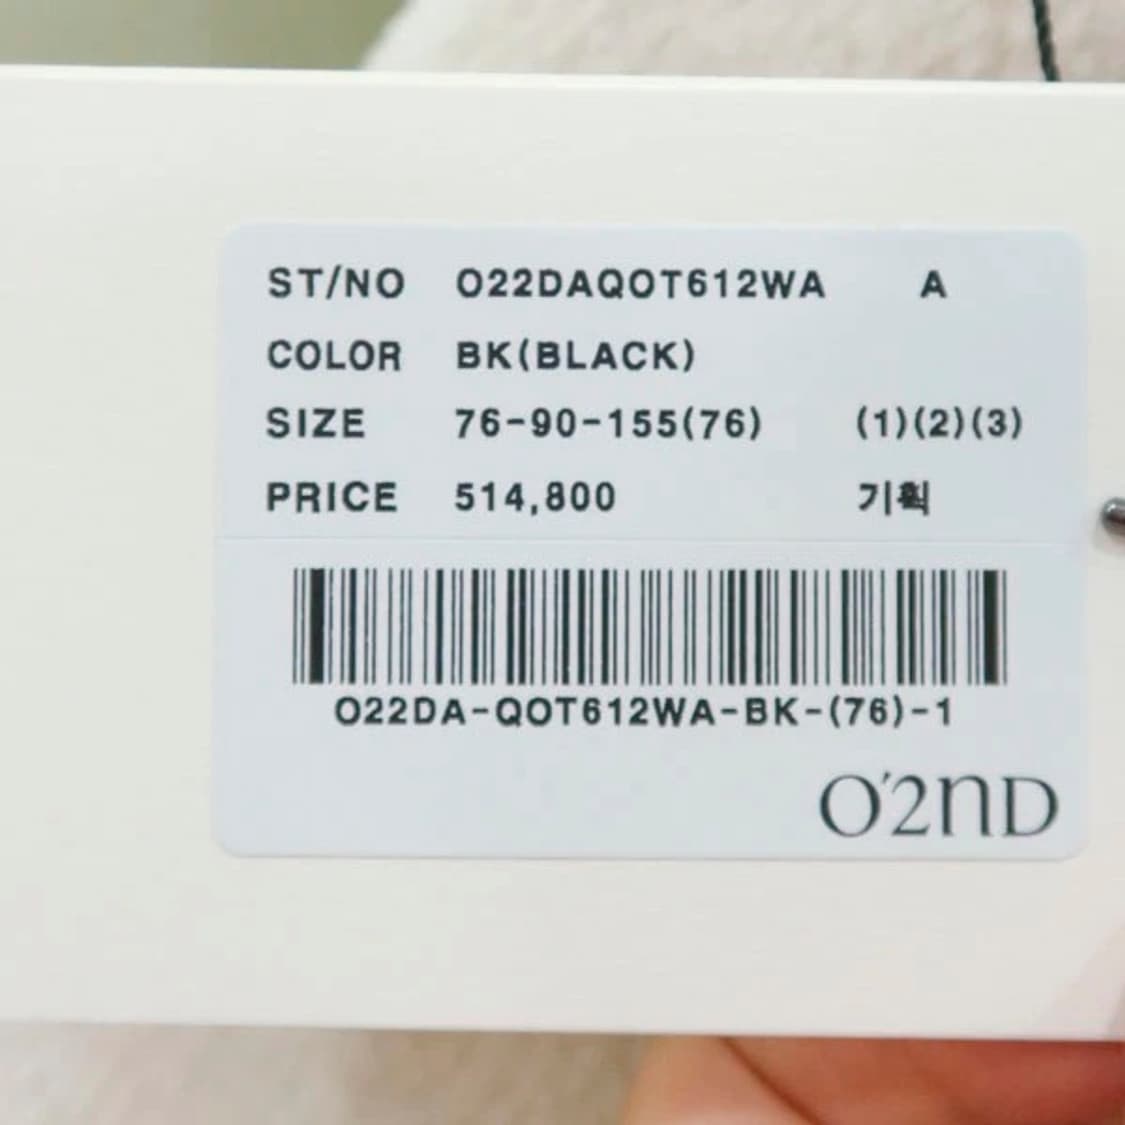 ST/NO O22DAQOT612WA A
COLOR BK(BLACK)
SIZE 76-90-155(76) (1)(2)(3)
PRICE 514,800 기획
O22DA-QOT612WA-BK-(76)-1
O'2ND